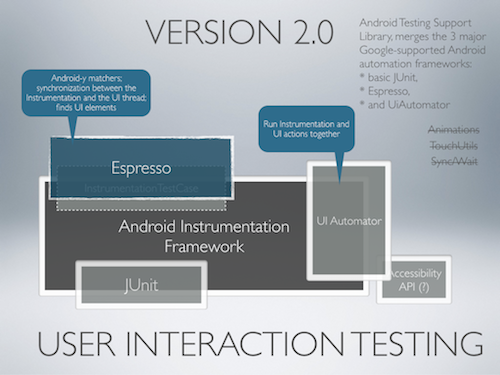 VERSION 2.0
Android Testing Support
Library, merges the 3 major
Google-supported Android
automation frameworks:
* basic JUnit,
* Espresso,
* and UiAutomator
Android-y matchers;
synchronization between the
Instrumentation and the UI thread;
finds UI elements
Run Instrumentation and
UI actions together
Animations
TouchUtils
Sync/Wait
Espresso
InstrumentationTestCase
Android Instrumentation
Framework
UI Automator
JUnit
Accessibility
API (?)
USER INTERACTION TESTING